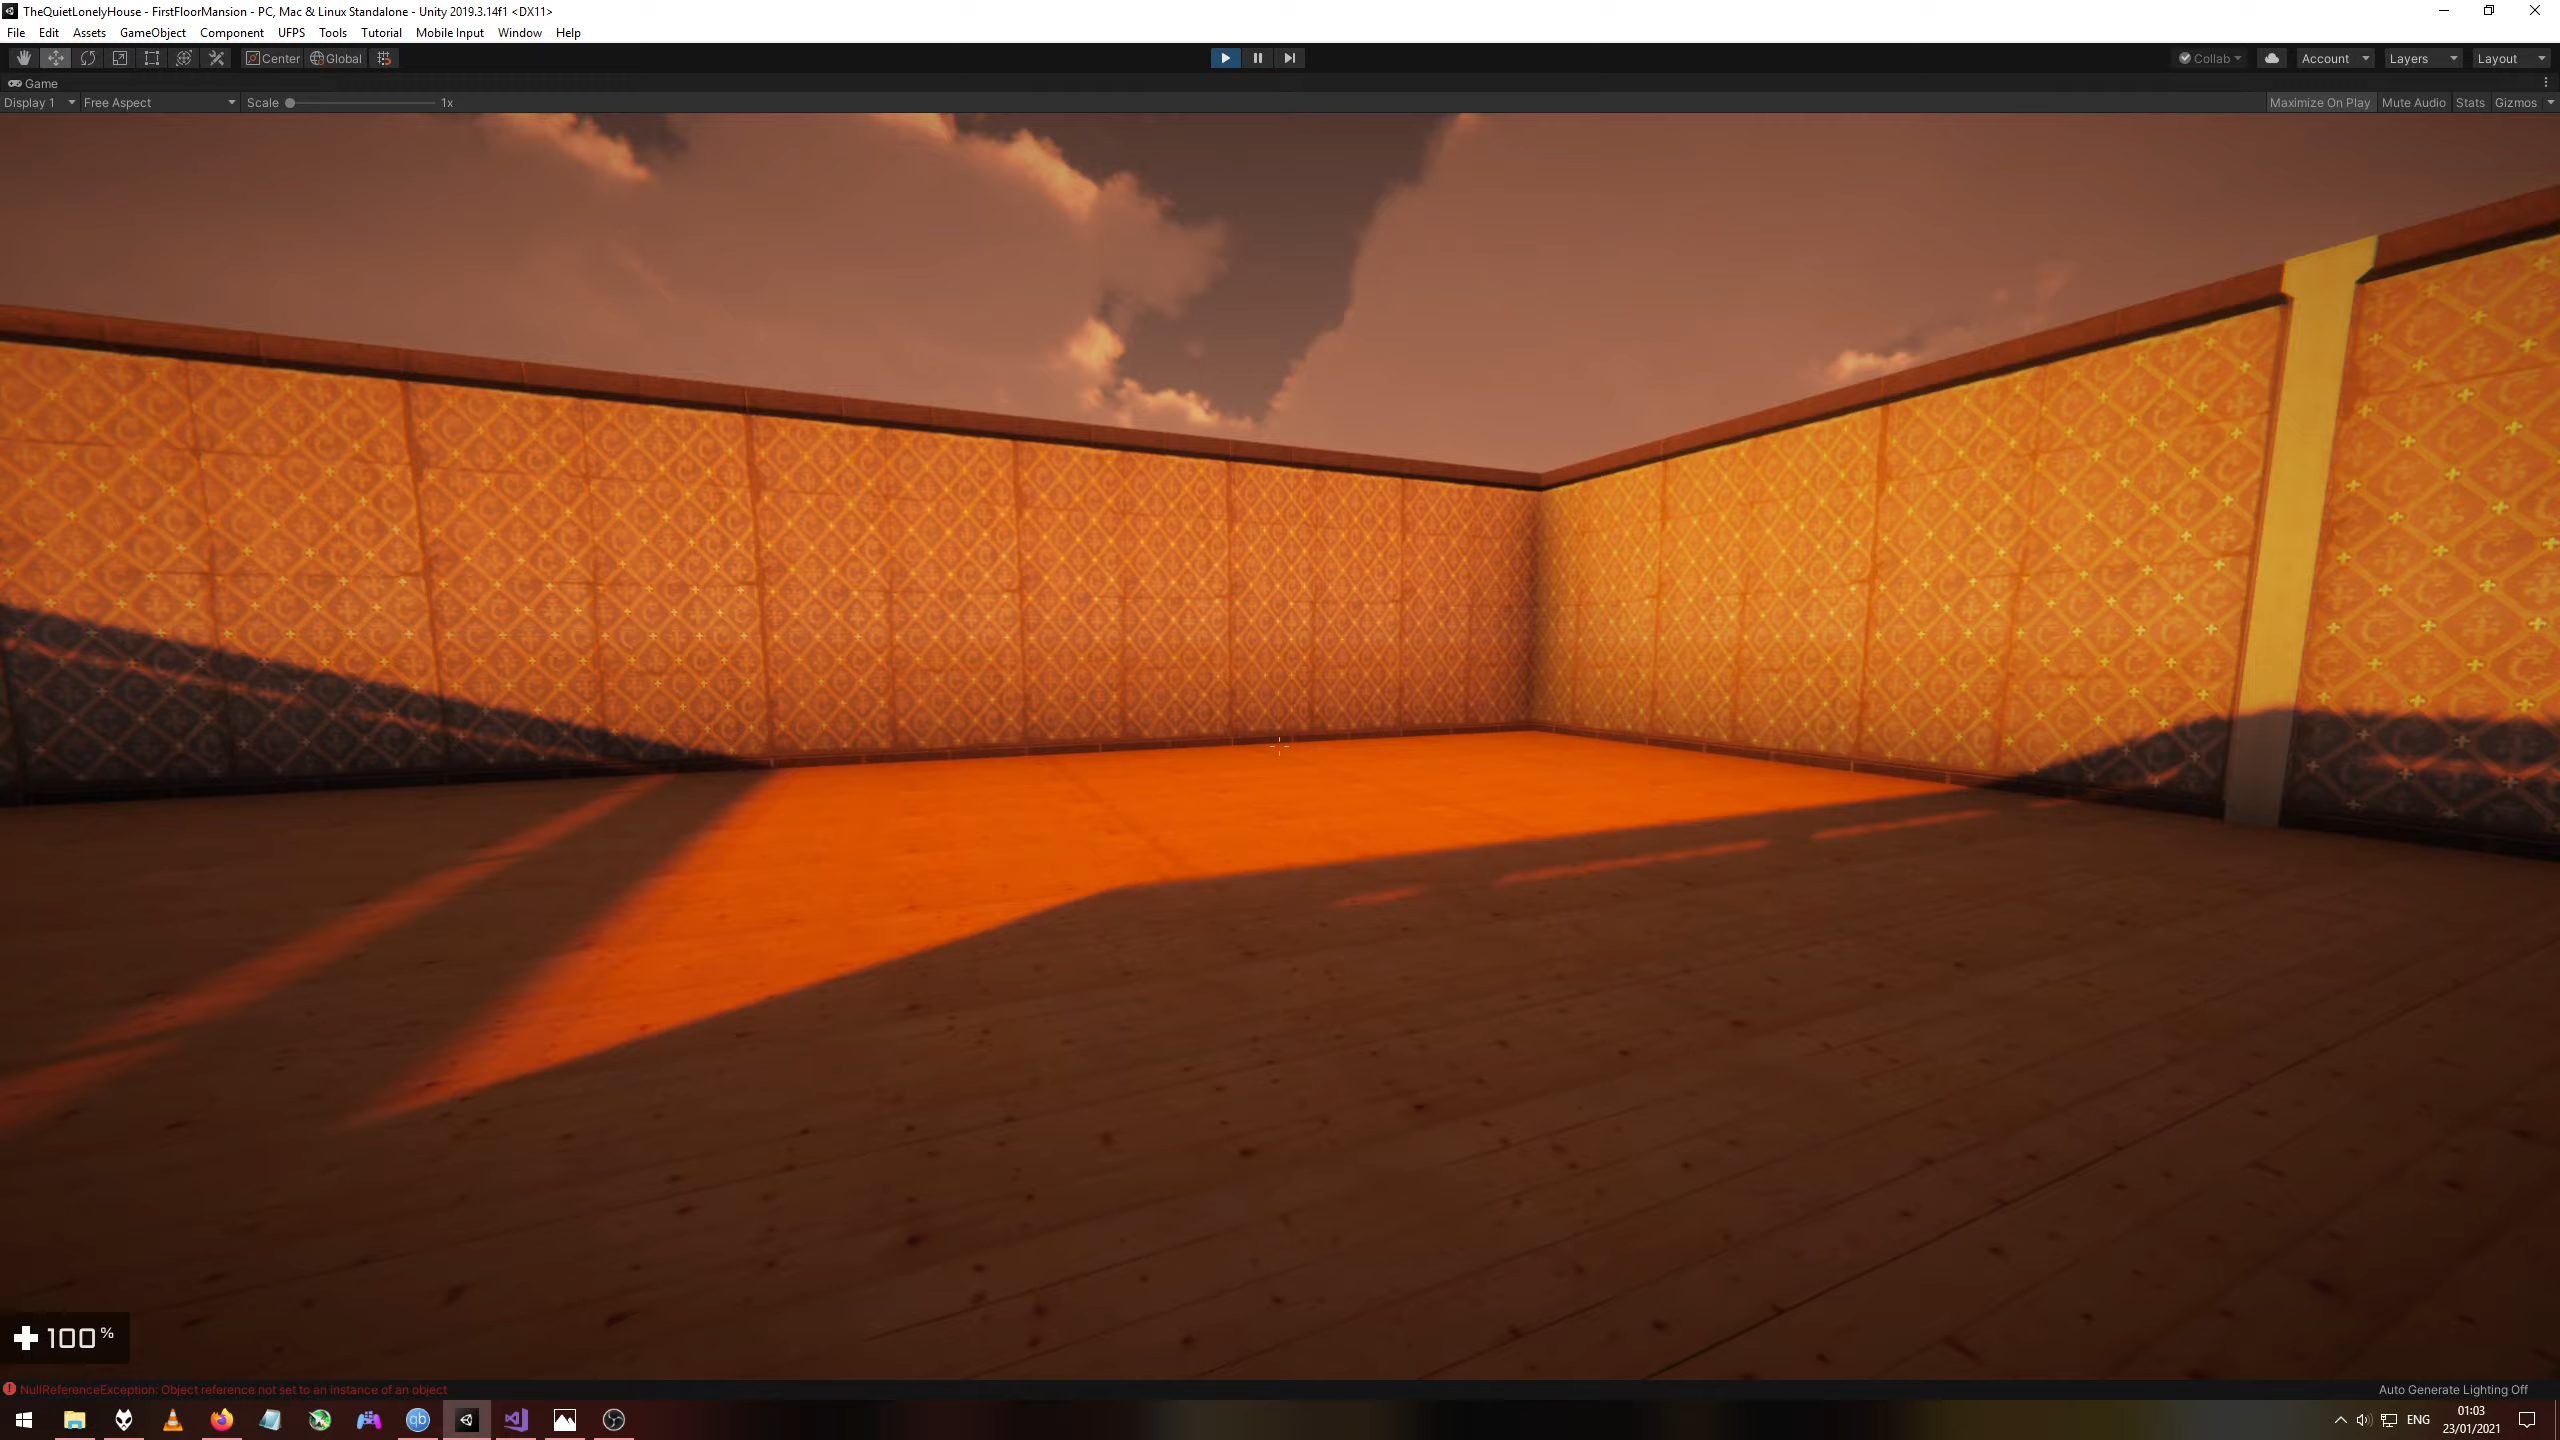 TheQuietLonelyHouse - FirstFloorMansion - PC, Mac & Linux Standalone - Unity 2019.3.14f1 <DX11>
File Edit Assets GameObject Component UFPS Tools Tutorial Mobile Input Window Help
Center Global Collab Account Layers Layout
Game
Display 1 Free Aspect Scale 1x Maximize On Play Mute Audio Stats Gizmos
100%
NullReferenceException: Object reference not set to an instance of an object Auto Generate Lighting Off
qb ENG 01:03
23/01/2021